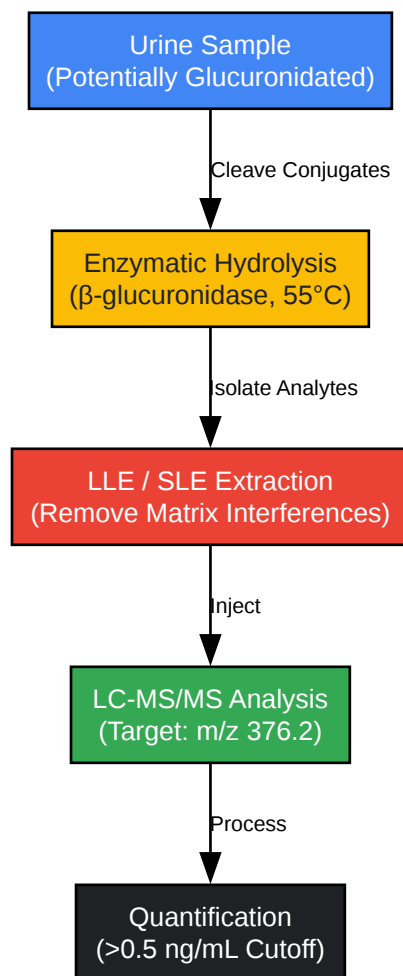 Urine Sample
(Potentially Glucuronidated)
Cleave Conjugates
Enzymatic Hydrolysis
(β-glucuronidase, 55°C)
Isolate Analytes
LLE / SLE Extraction
(Remove Matrix Interferences)
Inject
LC-MS/MS Analysis
(Target: m/z 376.2)
Process
Quantification
(>0.5 ng/mL Cutoff)